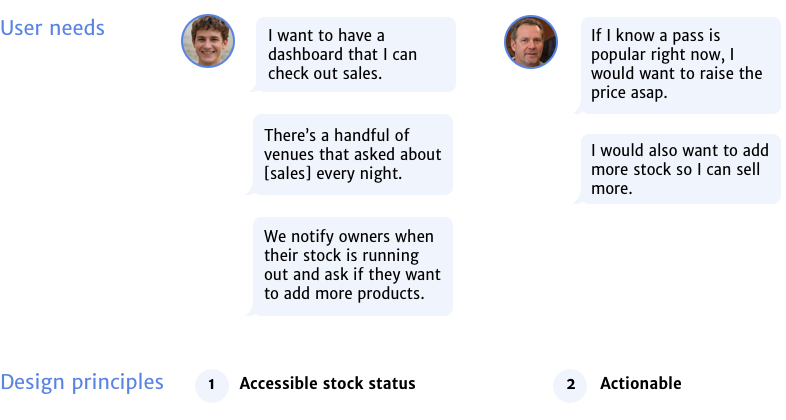 User needs
I want to have a
dashboard that I can
check out sales.
There’s a handful of
venues that asked about
[sales] every night.
We notify owners when
their stock is running
out and ask if they want
to add more products.
If I know a pass is
popular right now, I
would want to raise the
price asap.
I would also want to add
more stock so I can sell
more.
Design principles
1 Accessible stock status
2 Actionable